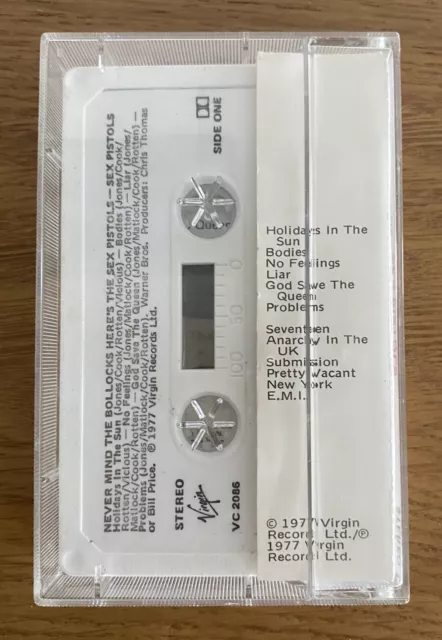 NEVER MIND THE BOLLOCKS HERE'S THE SEX PISTOLS — SEX PISTOLS
Holidays In The Sun (Jones/Cook/Rotten/Vicious) — Bodies (Jones/Cook/
Rotten/Vicious) — No Feelings (Jones/Matlock/Cook/Rotten) — Liar (Jones/
Matlock/Cook/Rotten) — God Save The Queen (Jones/Matlock/Cook/Rotten) —
Problems (Jones/Matlock/Cook/Rotten). Warner Bros. Producers: Chris Thomas
or Bill Price. ℗ 1977 Virgin Records Ltd.
STEREO
SIDE ONE
Virgin
VC 2086
0
50
100
Queen
Holidays In The
Sun
Bodies
No Feelings
Liar
God Save The
Queen
Problems
Seventeen
Anarchy In The
UK
Submission
Pretty Vacant
New York
E.M.I.
© 1977 Virgin
Records Ltd./℗
1977 Virgin
Records Ltd.